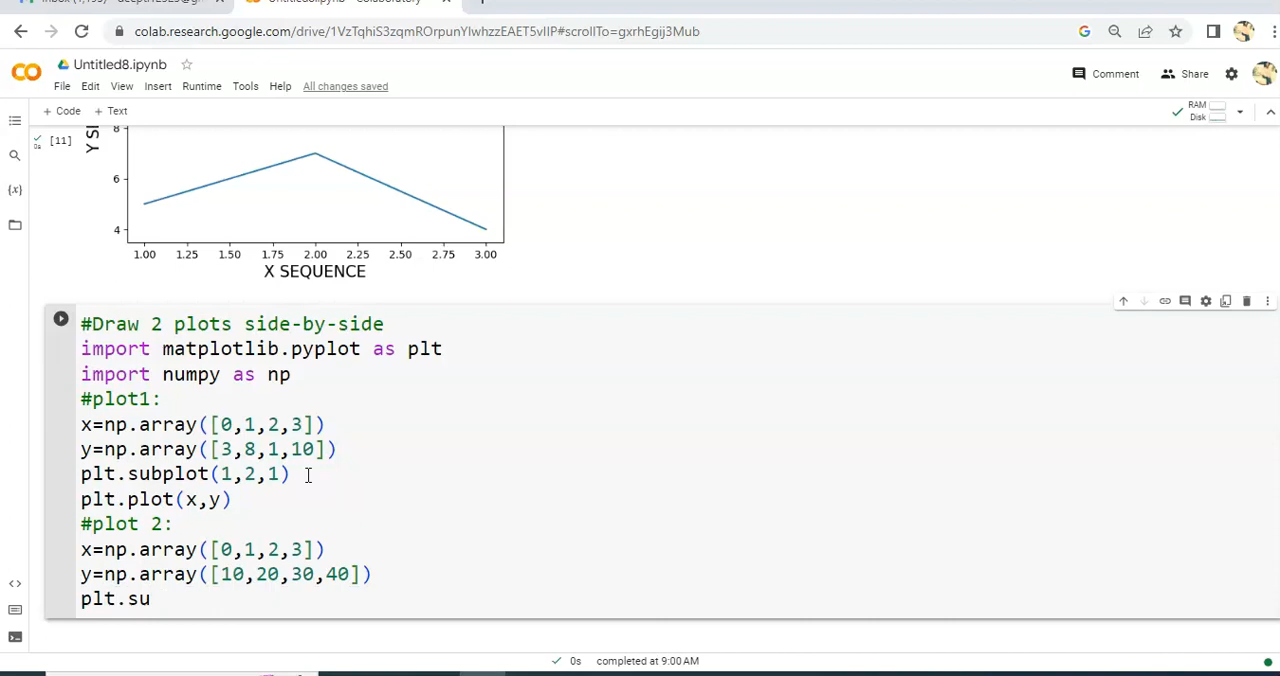 colab.research.google.com/drive/1VzTqhiS3zqmROrpunYlwhzzEAET5vIIP#scrollTo=gxrhEgij3Mub
Untitled8.ipynb
File Edit View Insert Runtime Tools Help All changes saved
Comment Share
+ Code + Text
RAM
Disk
[11]
8
6
4
1.00 1.25 1.50 1.75 2.00 2.25 2.50 2.75 3.00
X SEQUENCE
#Draw 2 plots side-by-side
import matplotlib.pyplot as plt
import numpy as np
#plot1:
x=np.array([0,1,2,3])
y=np.array([3,8,1,10])
plt.subplot(1,2,1)
plt.plot(x,y)
#plot 2:
x=np.array([0,1,2,3])
y=np.array([10,20,30,40])
plt.su
0s completed at 9:00 AM